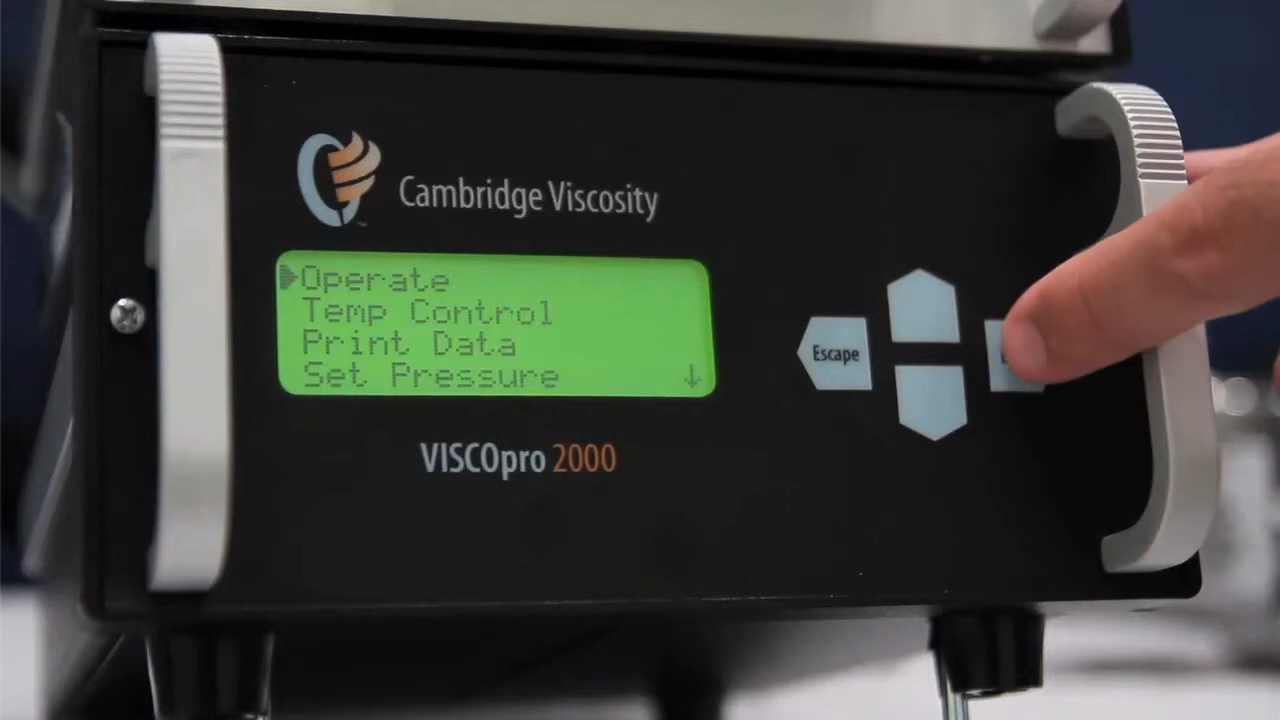 Cambridge Viscosity
Operate
Temp Control
Print Data
Set Pressure ↓
Escape
VISCOpro 2000